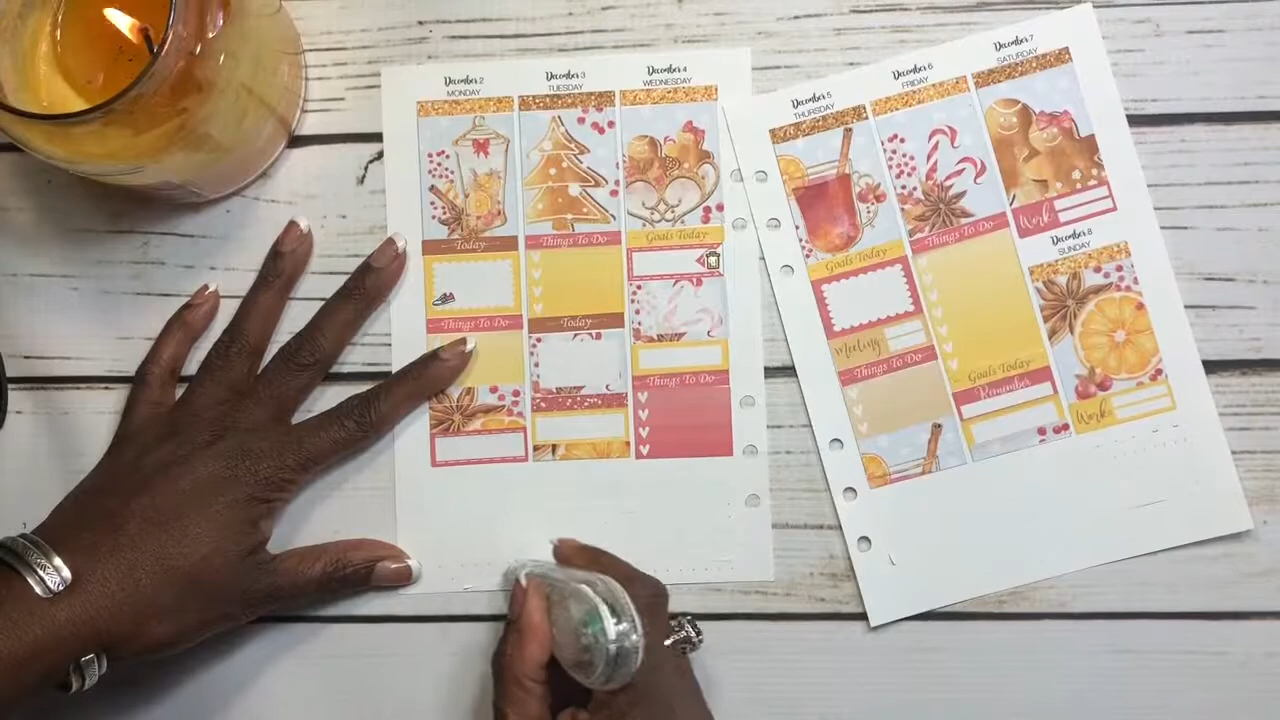 December 2
MONDAY
Today
Things To Do
December 3
TUESDAY
Things To Do
Today
December 4
WEDNESDAY
Goals Today
Things To Do
December 5
THURSDAY
Goals Today
Meeting
Things To Do
December 6
FRIDAY
Things To Do
Goals Today
Remember
December 7
SATURDAY
Work
December 8
SUNDAY
Work